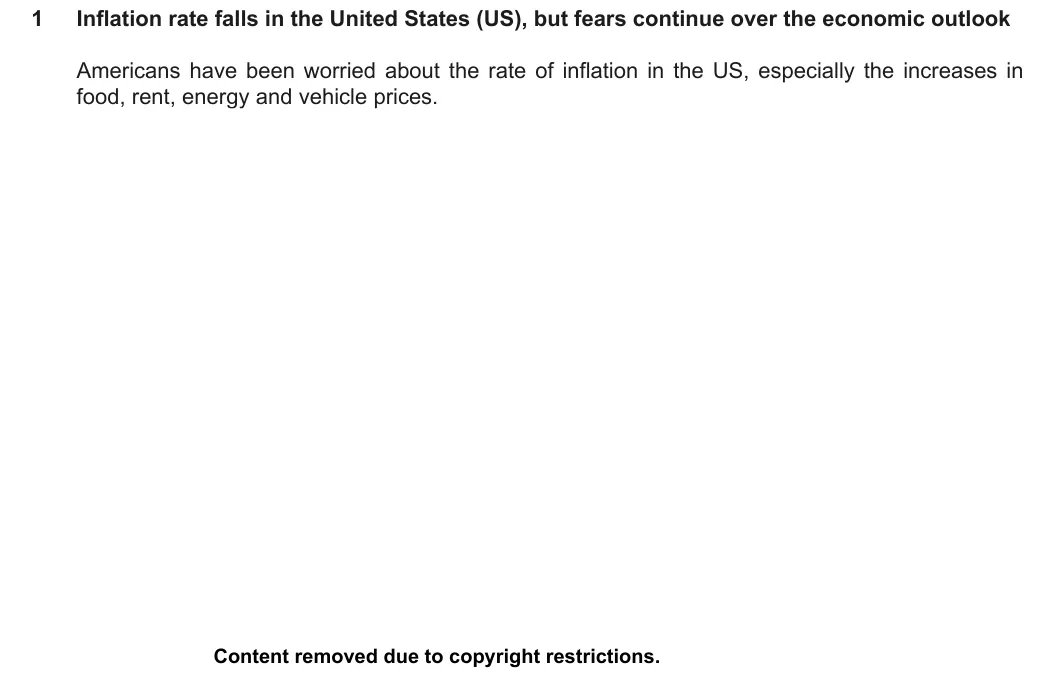 1 Inflation rate falls in the United States (US), but fears continue over the economic outlook
Americans have been worried about the rate of inflation in the US, especially the increases in
food, rent, energy and vehicle prices.
Content removed due to copyright restrictions.